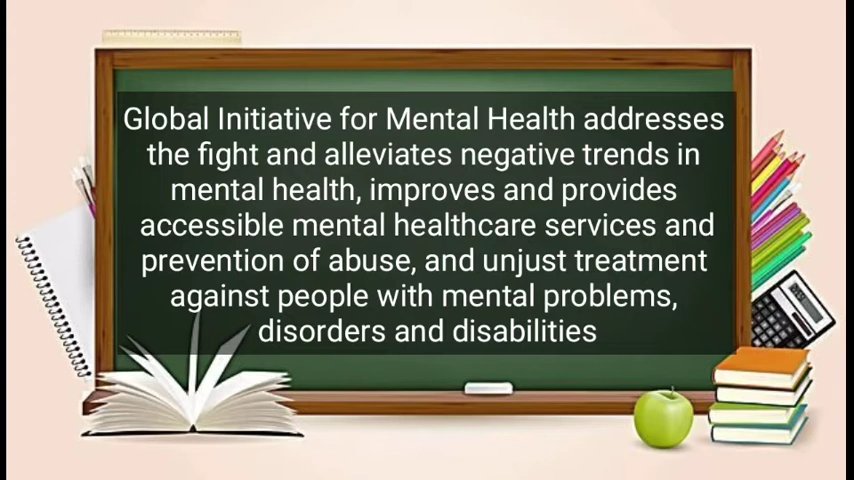 Global Initiative for Mental Health addresses
the fight and alleviates negative trends in
mental health, improves and provides
accessible mental healthcare services and
prevention of abuse, and unjust treatment
against people with mental problems,
disorders and disabilities